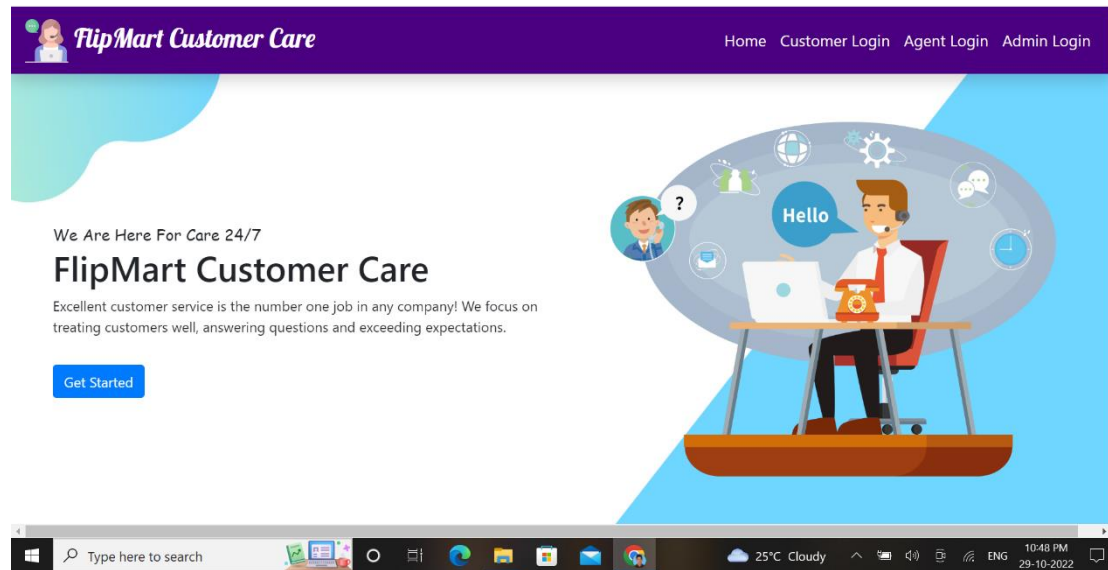 FlipMart Customer Care
Home Customer Login Agent Login Admin Login
?
Hello
We Are Here For Care 24/7
FlipMart Customer Care
Excellent customer service is the number one job in any company! We focus on
treating customers well, answering questions and exceeding expectations.
Get Started
Type here to search
25°C Cloudy
ENG
10:48 PM
29-10-2022